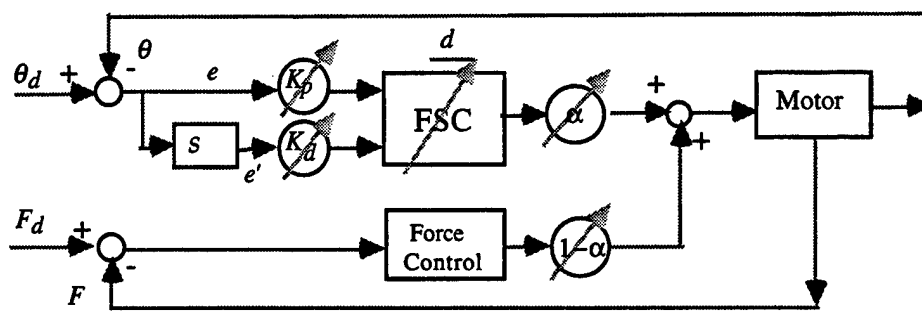 d
θ
θd + - e Kp FSC α + Motor
s e' Kd +
Fd + - Force Control 1-α
F